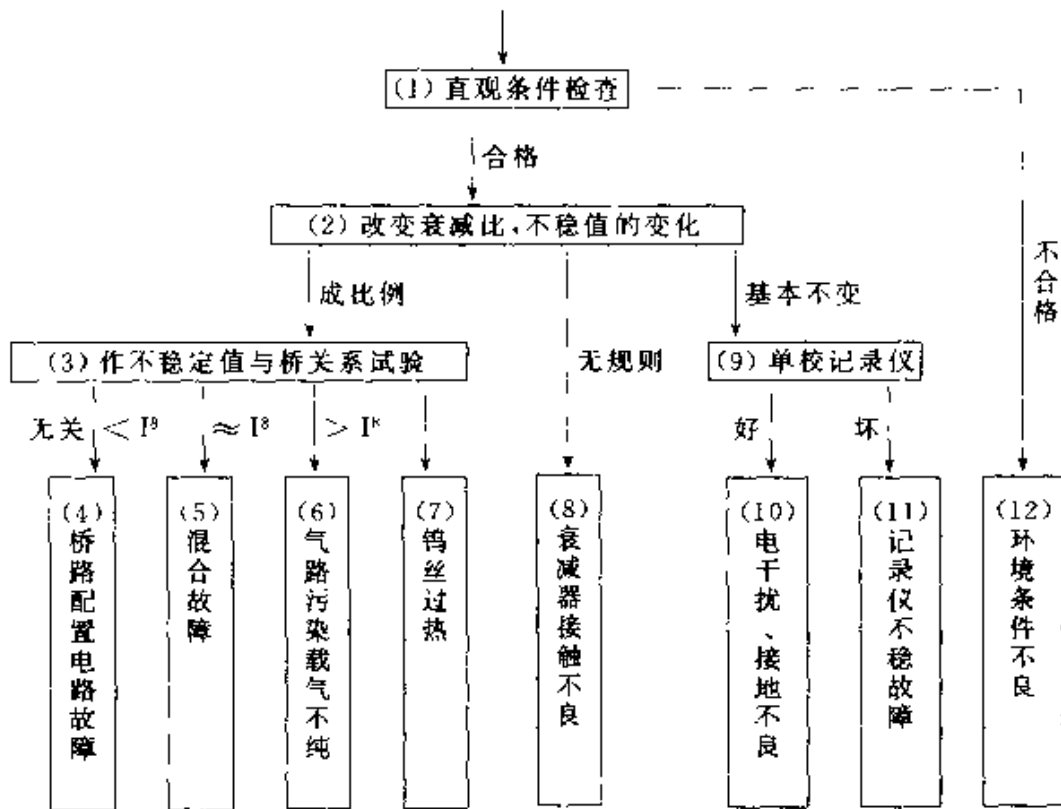 (1)直观条件检查
合格
(2)改变衰减比,不稳值的变化
成比例
基本不变
不合格
(3)作不稳定值与桥关系试验
无规则
(9)单校记录仪
无关 < I⁹
≈ I⁸
> I
好
坏
(4)桥路配置电路故障
(5)混合故障
(6)气路污染载气不纯
(7)钨丝过热
(8)衰减器接触不良
(10)电干扰、接地不良
(11)记录仪不稳故障
(12)环境条件不良